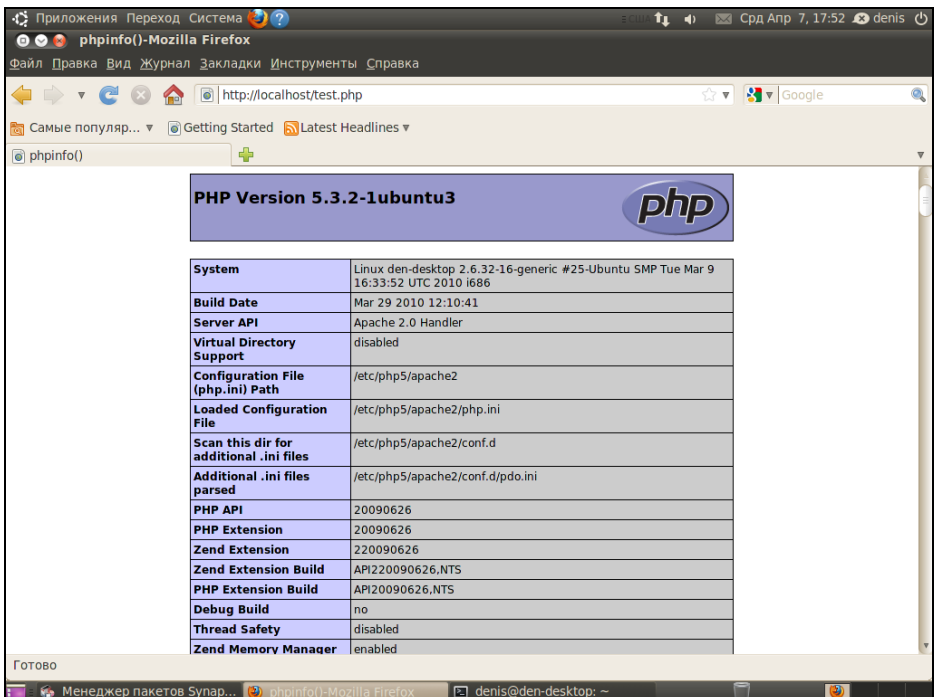 Приложения Переход Система
Срд Апр 7, 17:52 denis
phpinfo()-Mozilla Firefox
Файл Правка Вид Журнал Закладки Инструменты Справка
http://localhost/test.php
Google
Самые популяр... Getting Started Latest Headlines
phpinfo()
PHP Version 5.3.2-1ubuntu3
php
System Linux den-desktop 2.6.32-16-generic #25-Ubuntu SMP Tue Mar 9
16:33:52 UTC 2010 i686
Build Date Mar 29 2010 12:10:41
Server API Apache 2.0 Handler
Virtual Directory disabled
Support
Configuration File /etc/php5/apache2
(php.ini) Path
Loaded Configuration /etc/php5/apache2/php.ini
File
Scan this dir for /etc/php5/apache2/conf.d
additional .ini files
Additional .ini files /etc/php5/apache2/conf.d/pdo.ini
parsed
PHP API 20090626
PHP Extension 20090626
Zend Extension 220090626
Zend Extension Build API220090626,NTS
PHP Extension Build API20090626,NTS
Debug Build no
Thread Safety disabled
Zend Memory Manager enabled
Готово
Менеджер пакетов Synap... phpinfo()-Mozilla Firefox denis@den-desktop: ~